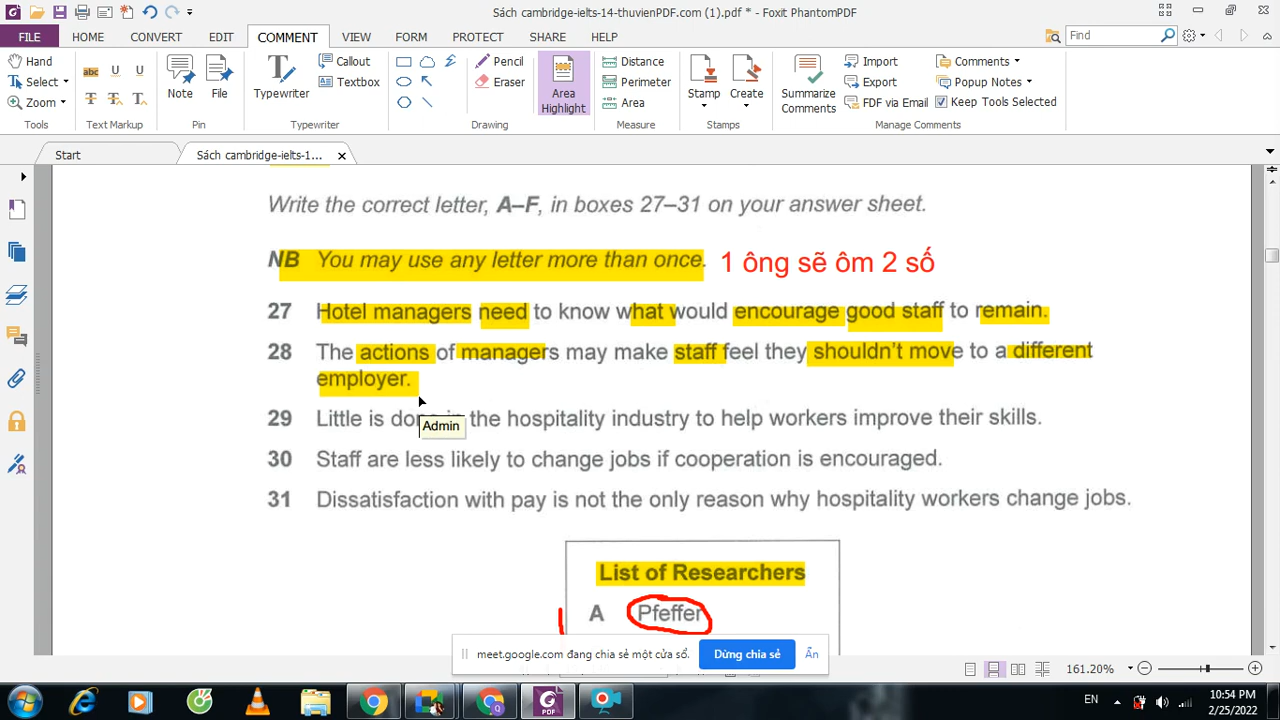 Sách cambridge-ielts-14-thuvienPDF.com (1).pdf * - Foxit PhantomPDF
FILE HOME CONVERT EDIT COMMENT VIEW FORM PROTECT SHARE HELP Find
Hand
Select
Zoom
Tools
abc U U
T T T
Text Markup
Note File
Pin
Typewriter
Callout
Textbox
Typewriter
Pencil
Eraser
Area Highlight
Drawing
Distance
Perimeter
Area
Measure
Stamp Create
Stamps
Summarize Comments
Import
Export
FDF via Email
Comments
Popup Notes
Keep Tools Selected
Manage Comments
Start Sách cambridge-ielts-1...
Write the correct letter, A–F, in boxes 27–31 on your answer sheet.
NB You may use any letter more than once. 1 ông sẽ ôm 2 số
27 Hotel managers need to know what would encourage good staff to remain.
28 The actions of managers may make staff feel they shouldn't move to a different
employer.
29 Little is done in the hospitality industry to help workers improve their skills.
Admin
30 Staff are less likely to change jobs if cooperation is encouraged.
31 Dissatisfaction with pay is not the only reason why hospitality workers change jobs.
List of Researchers
A Pfeffer
meet.google.com đang chia sẻ một cửa sổ. Dừng chia sẻ Ẩn
161.20%
EN 10:54 PM
2/25/2022